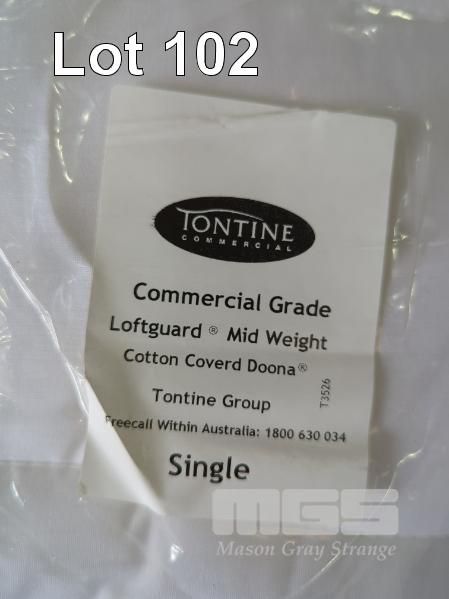 Lot 102
TONTINE
COMMERCIAL
Commercial Grade
Loftguard ® Mid Weight
Cotton Coverd Doona®
Tontine Group
T3526
Freecall Within Australia: 1800 630 034
Single
MGS
Mason Gray Strange